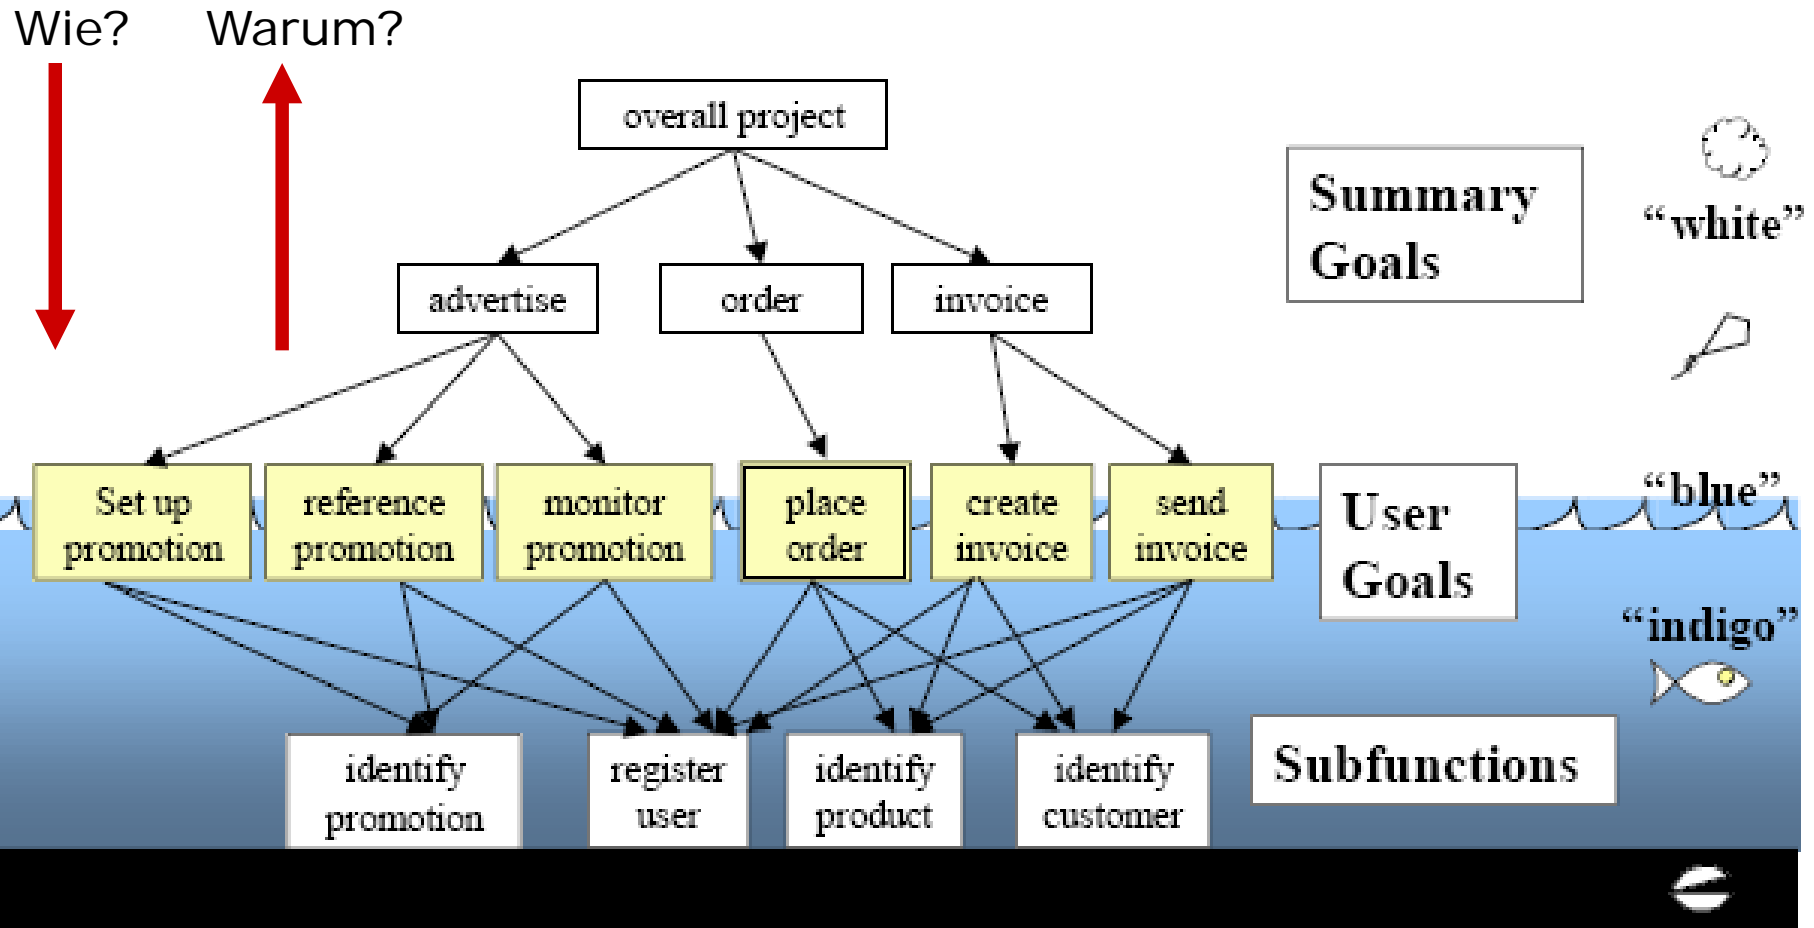 Wie? Warum?
overall project
Summary
Goals
“white”
advertise
order
invoice
Set up
promotion
reference
promotion
monitor
promotion
place
order
create
invoice
send
invoice
User
Goals
“blue”
“indigo”
identify
promotion
register
user
identify
product
identify
customer
Subfunctions